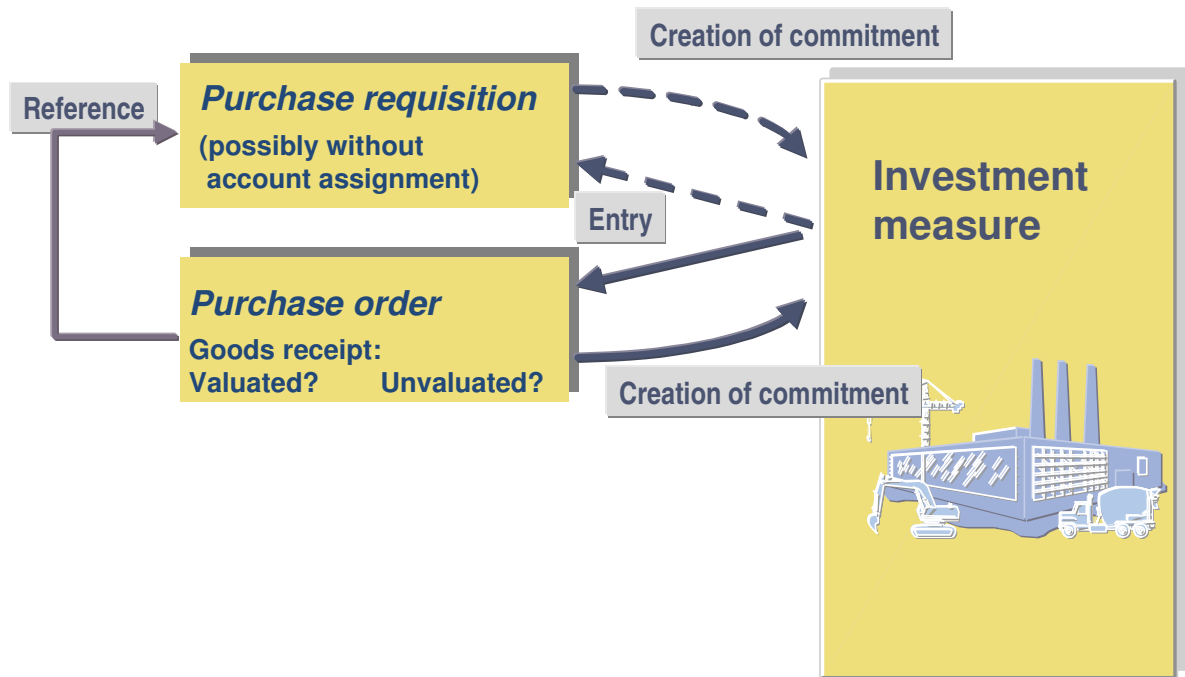 Creation of commitment
Reference
Purchase requisition
(possibly without
account assignment)
Investment
measure
Entry
Purchase order
Goods receipt:
Valuated? Unvaluated?
Creation of commitment